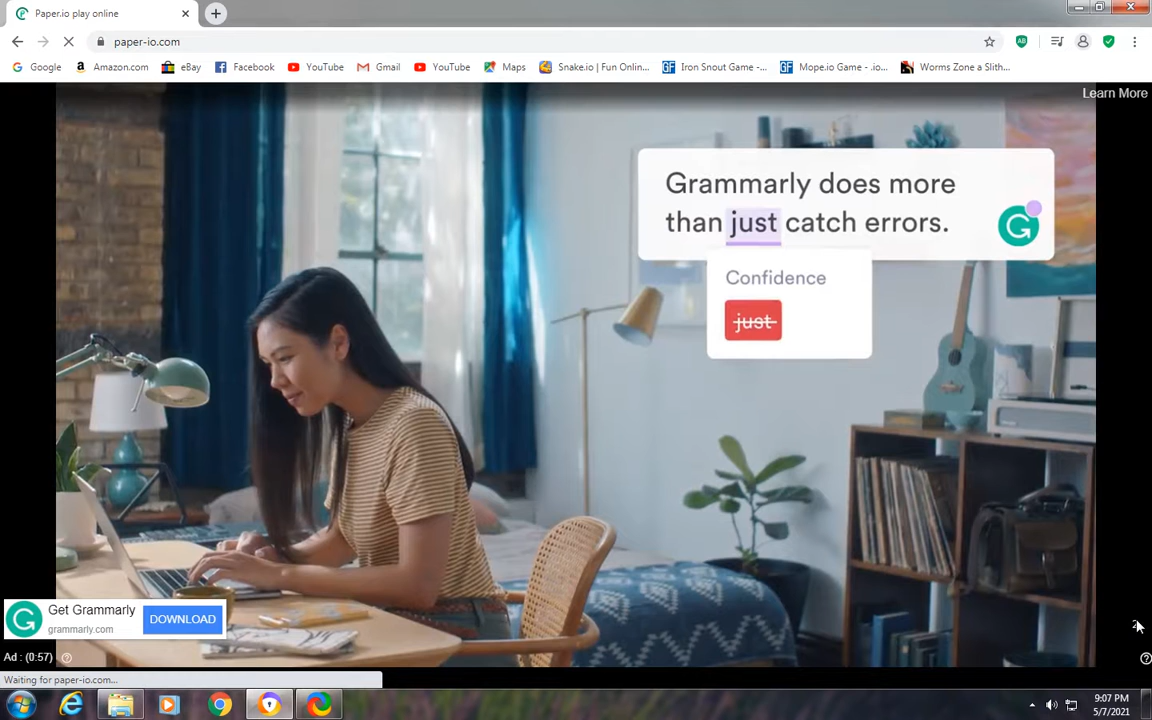 Paper.io play online
paper-io.com
Google
Amazon.com
eBay
Facebook
YouTube
Gmail
YouTube
Maps
Snake.io | Fun Onlin...
Iron Snout Game -...
Mope.io Game - .io...
Worms Zone a Slith...
Learn More
Grammarly does more
than just catch errors.
Confidence
just
Get Grammarly
grammarly.com
DOWNLOAD
Ad : (0:57)
Waiting for paper-io.com...
9:07 PM
5/7/2021